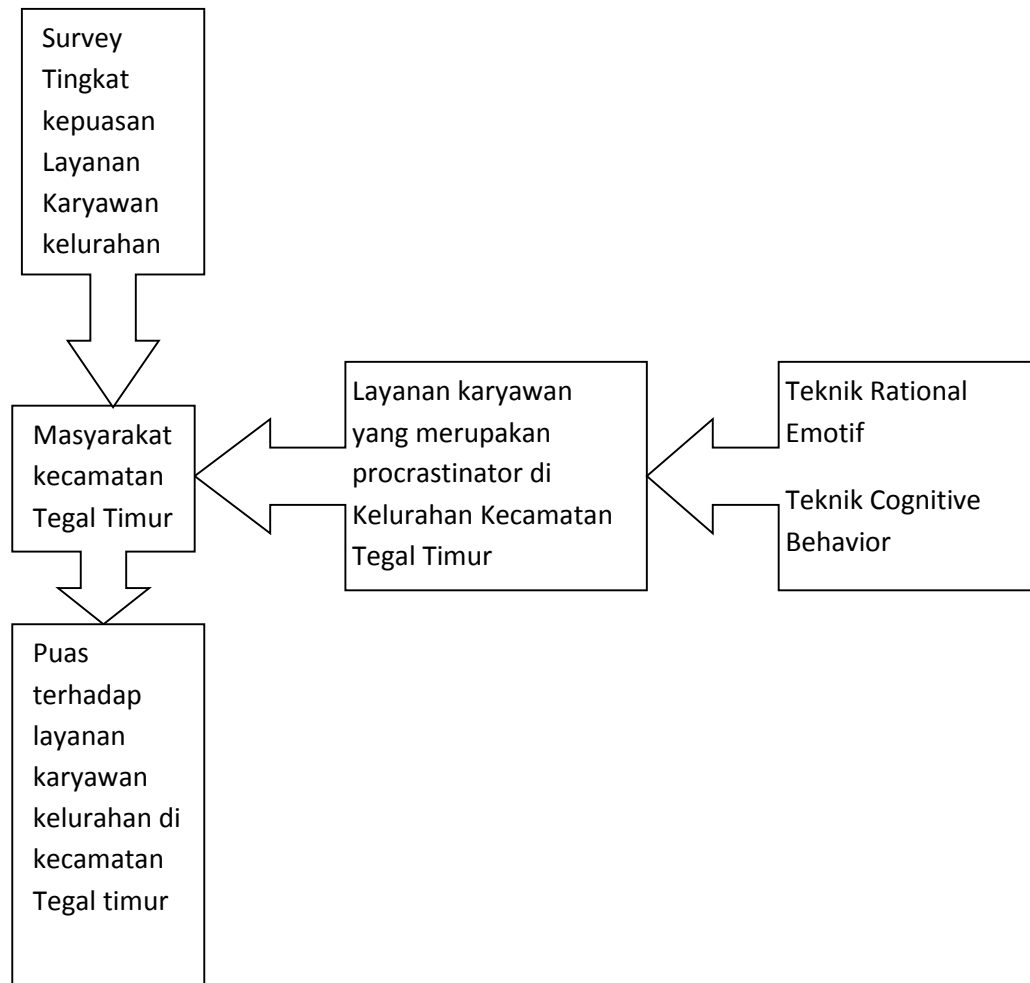 Survey
Tingkat
kepuasan
Layanan
Karyawan
kelurahan
Masyarakat
kecamatan
Tegal Timur
Layanan karyawan
yang merupakan
procrastinator di
Kelurahan Kecamatan
Tegal Timur
Teknik Rational
Emotif
Teknik Cognitive
Behavior
Puas
terhadap
layanan
karyawan
kelurahan di
kecamatan
Tegal timur